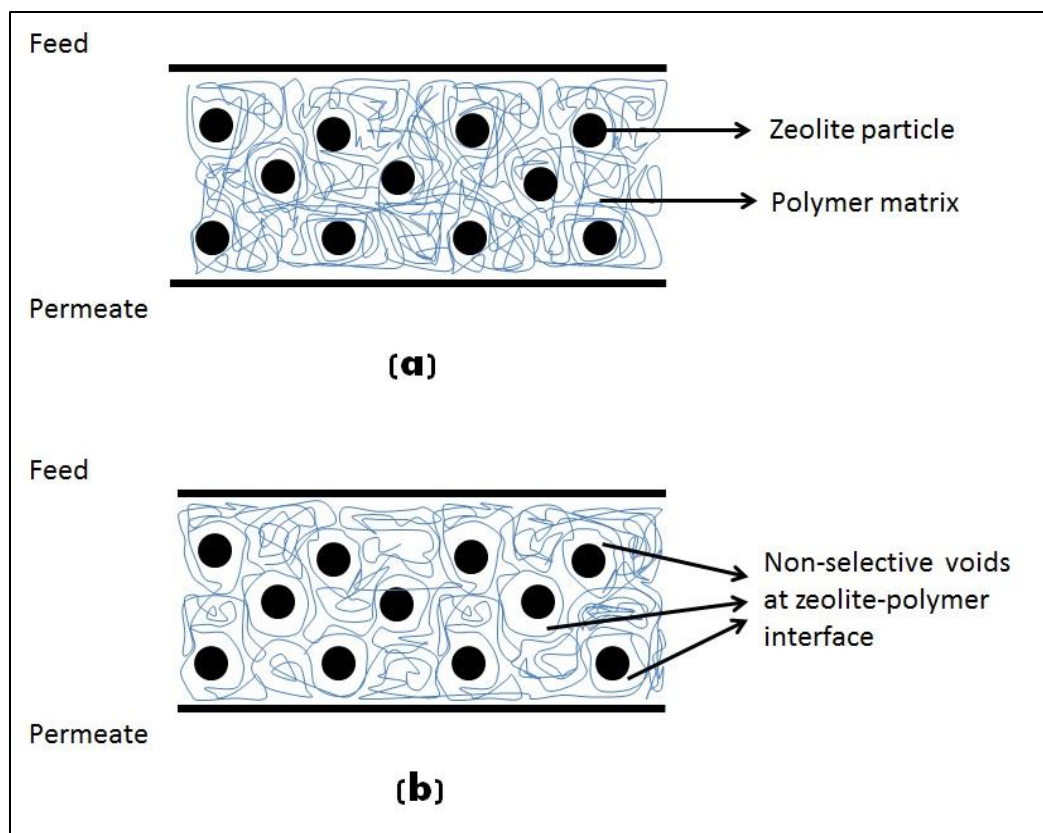 Feed
Zeolite particle
Polymer matrix
Permeate
(a)
Feed
Non-selective voids
at zeolite-polymer
interface
Permeate
(b)